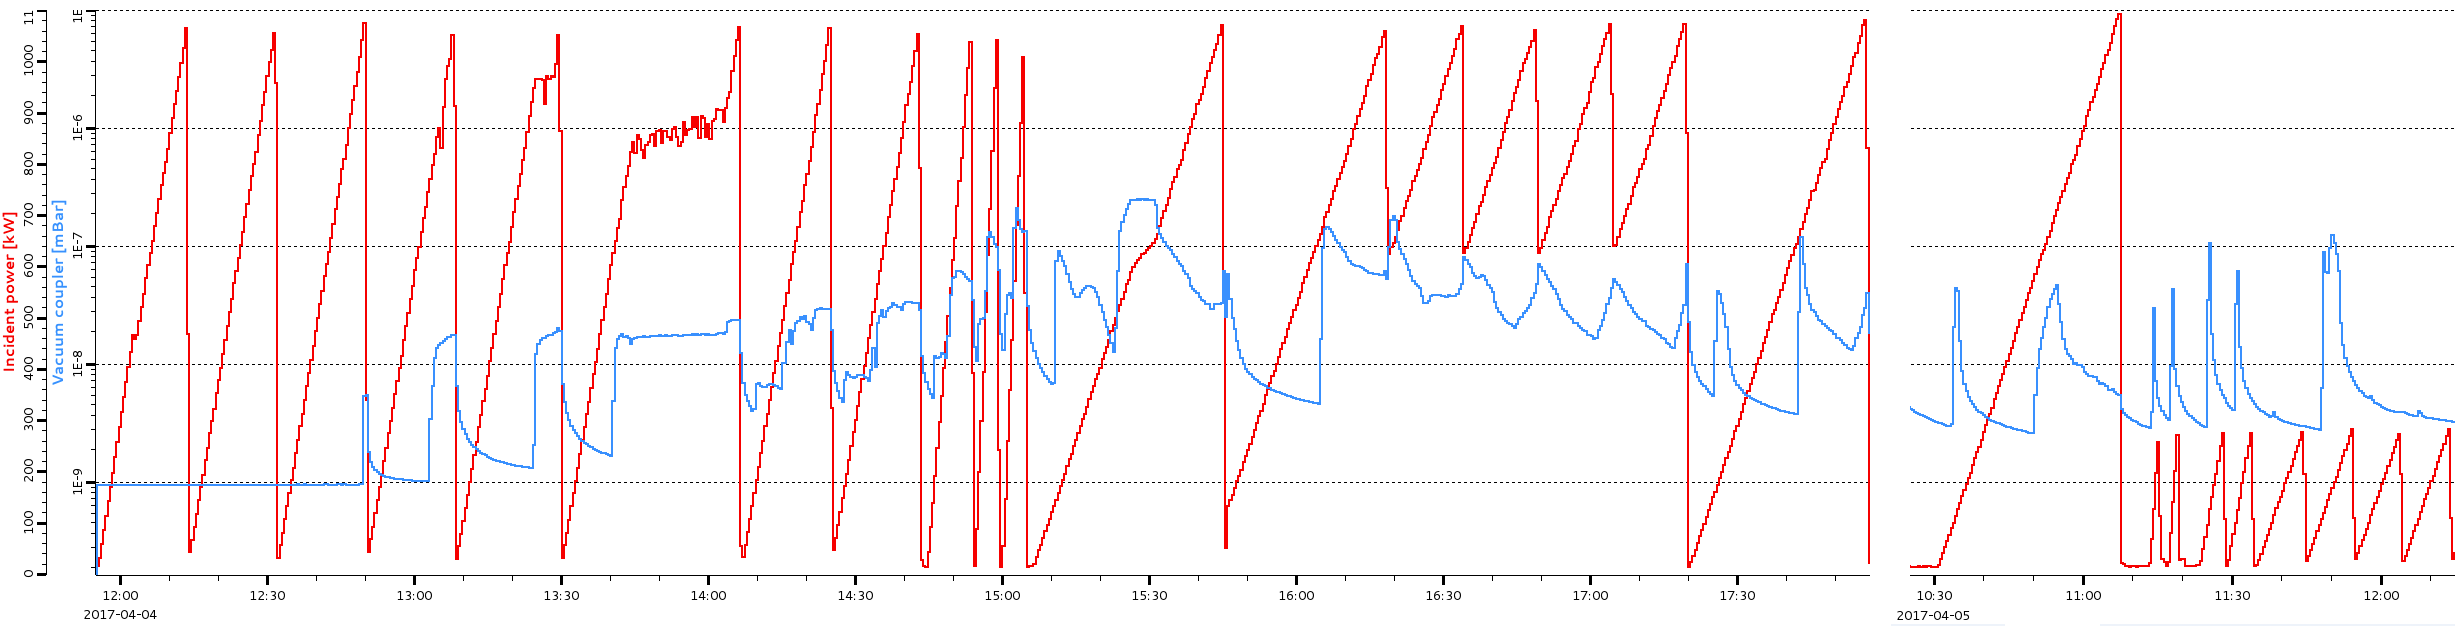 Incident power [kW]
0 100 200 300 400 500 600 700 800 900 1000 11
Vacuum coupler [mBar]
1E-9 1E-8 1E-7 1E-6 1E
12:00 12:30 13:00 13:30 14:00 14:30 15:00 15:30 16:00 16:30 17:00 17:30
2017-04-04
10:30 11:00 11:30 12:00
2017-04-05